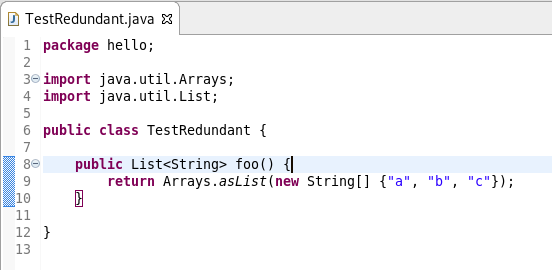 TestRedundant.java
1 package hello;
2
3 import java.util.Arrays;
4 import java.util.List;
5
6 public class TestRedundant {
7
8 public List<String> foo() {
9 return Arrays.asList(new String[] {"a", "b", "c"});
10 }
11
12 }
13